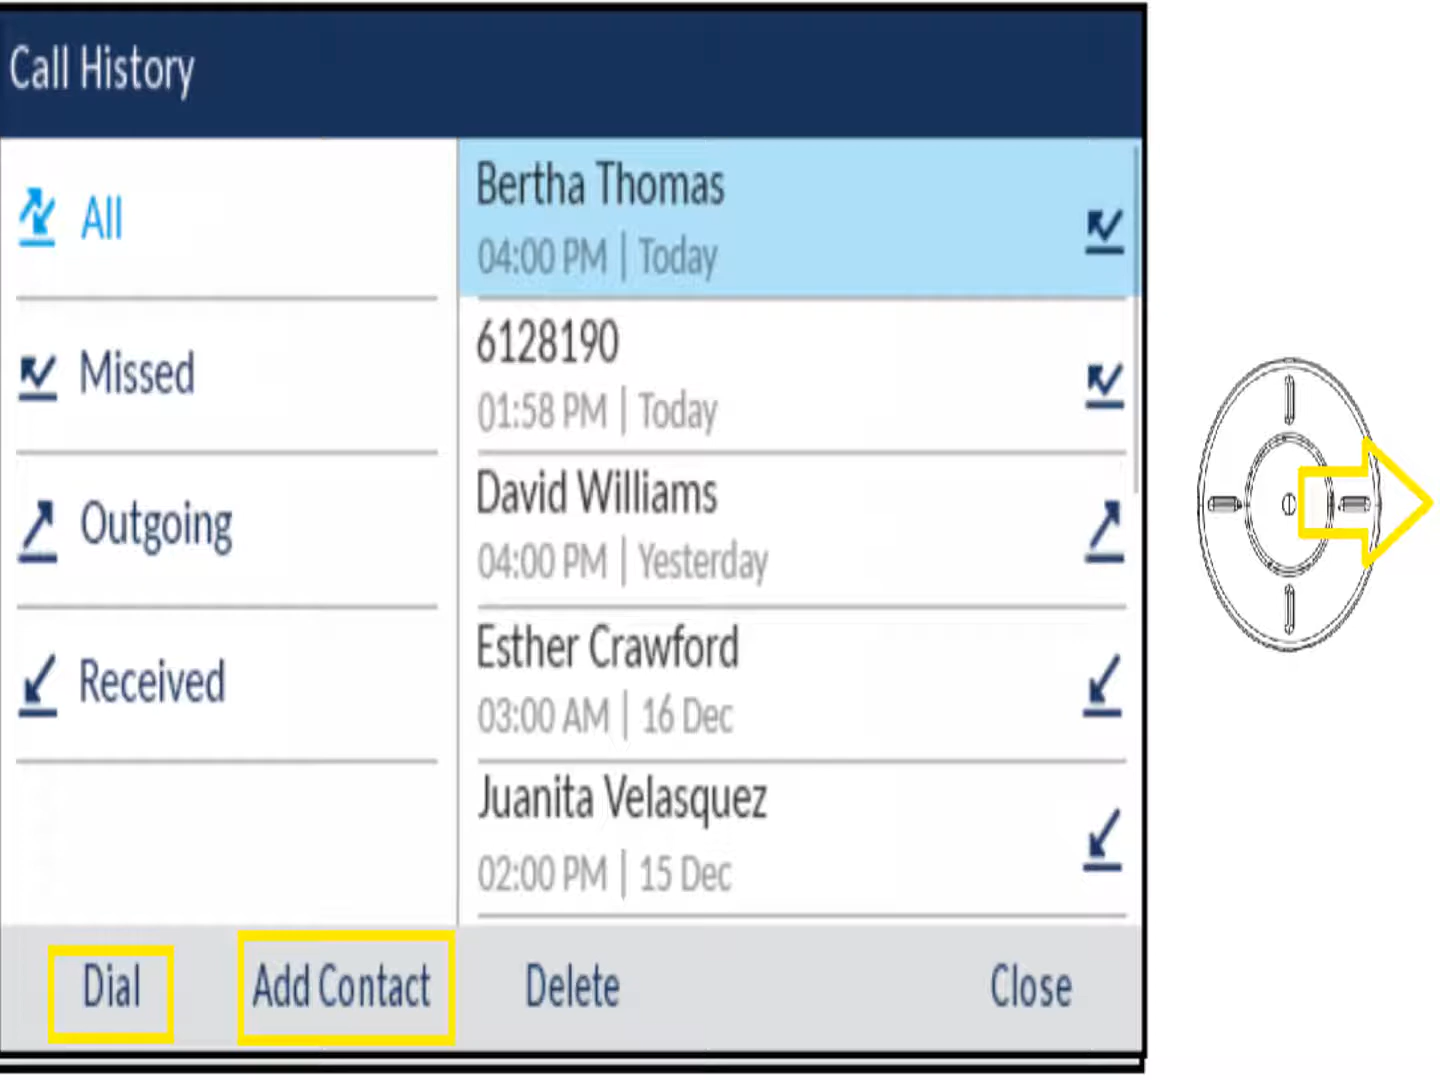 Call History
All
Missed
Outgoing
Received
Bertha Thomas
04:00 PM | Today
6128190
01:58 PM | Today
David Williams
04:00 PM | Yesterday
Esther Crawford
03:00 AM | 16 Dec
Juanita Velasquez
02:00 PM | 15 Dec
Dial Add Contact Delete Close